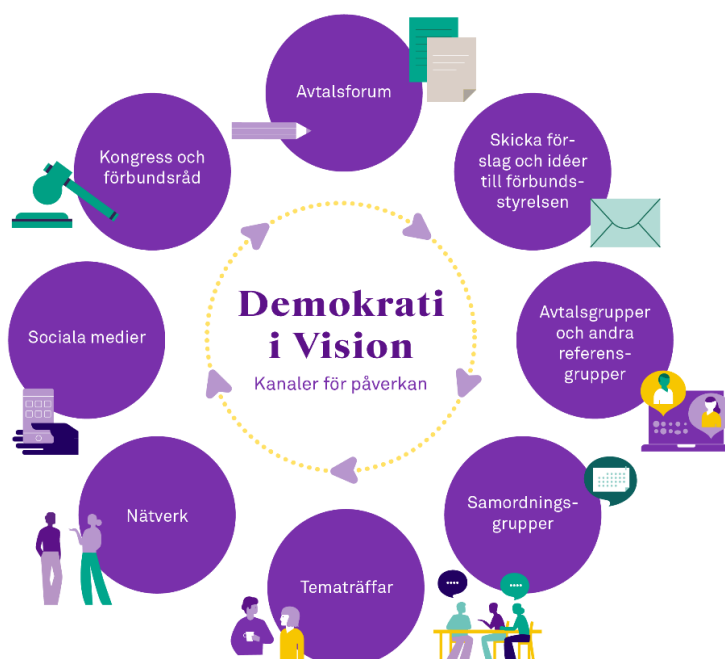 Avtalsforum
Skicka för-
slag och idéer
till förbunds-
styrelsen
Avtalsgrupper
och andra
referens-
grupper
Samordnings-
grupper
Tematräffar
Nätverk
Sociala medier
Kongress och
förbundsråd
Demokrati
i Vision
Kanaler för påverkan